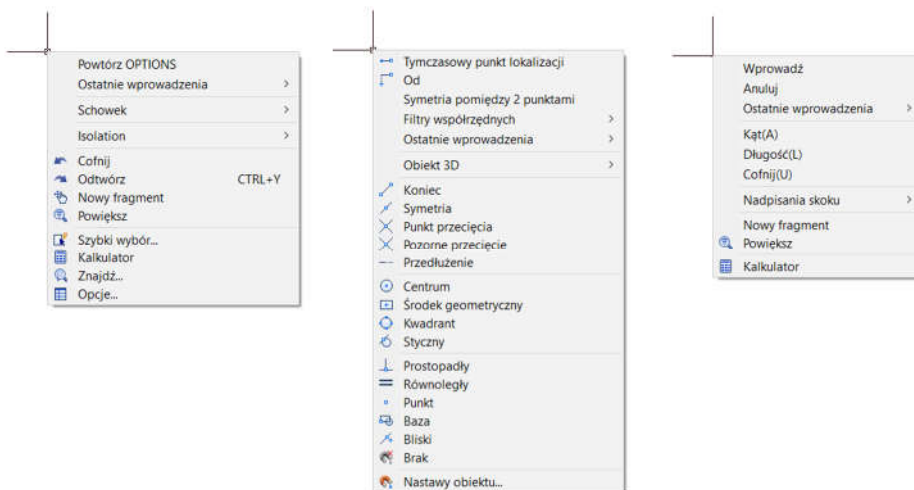 Powtórz OPTIONS
Ostatnie wprowadzenia
Schowek
Isolation
Cofnij
Odtwórz CTRL+Y
Nowy fragment
Powiększ
Szybki wybór...
Kalkulator
Znajdź...
Opcje...
Tymczasowy punkt lokalizacji
Od
Symetria pomiędzy 2 punktami
Filtry współrzędnych
Ostatnie wprowadzenia
Obiekt 3D
Koniec
Symetria
Punkt przecięcia
Pozorne przecięcie
Przedłużenie
Centrum
Środek geometryczny
Kwadrant
Styczny
Prostopadły
Równoległy
Punkt
Baza
Bliski
Brak
Nastawy obiektu...
Wprowadź
Anuluj
Ostatnie wprowadzenia
Kąt(A)
Długość(L)
Cofnij(U)
Nadpisania skoku
Nowy fragment
Powiększ
Kalkulator